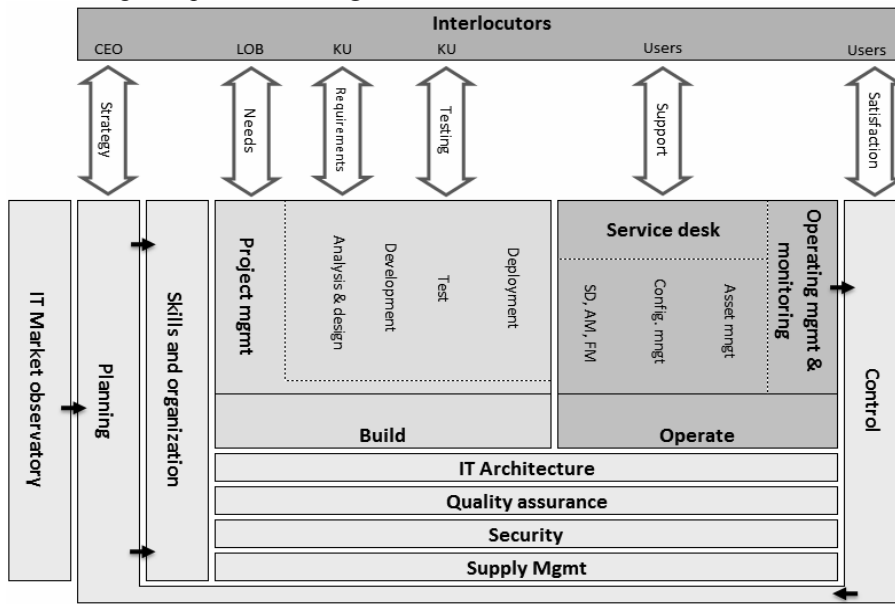 Interlocutors
CEO LOB KU KU Users Users
Strategy
Needs
Requirements
Testing
Support
Satisfaction
IT Market observatory
Planning
Skills and organization
Project mgmt
Analysis & design
Development
Test
Deployment
Service desk
SD, AM, FM
Config. mngt
Asset mngt
Operating mgmt &
monitoring
Control
Build
Operate
IT Architecture
Quality assurance
Security
Supply Mgmt